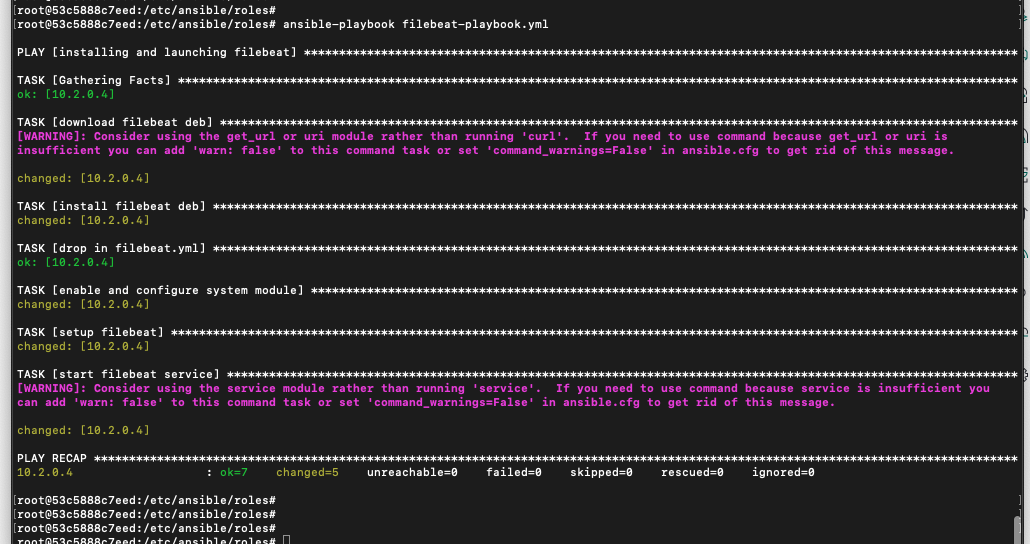 [root@53c5888c7eed:/etc/ansible/roles# ]
[root@53c5888c7eed:/etc/ansible/roles# ansible-playbook filebeat-playbook.yml ]
PLAY [installing and launching filebeat] ******************************************************************************************************
TASK [Gathering Facts] ************************************************************************************************************************
ok: [10.2.0.4]
TASK [download filebeat deb] ******************************************************************************************************************
[WARNING]: Consider using the get_url or uri module rather than running 'curl'.  If you need to use command because get_url or uri is
insufficient you can add 'warn: false' to this command task or set 'command_warnings=False' in ansible.cfg to get rid of this message.
changed: [10.2.0.4]
TASK [install filebeat deb] *******************************************************************************************************************
changed: [10.2.0.4]
TASK [drop in filebeat.yml] *******************************************************************************************************************
ok: [10.2.0.4]
TASK [enable and configure system module] *****************************************************************************************************
changed: [10.2.0.4]
TASK [setup filebeat] *************************************************************************************************************************
changed: [10.2.0.4]
TASK [start filebeat service] *****************************************************************************************************************
[WARNING]: Consider using the service module rather than running 'service'.  If you need to use command because service is insufficient you
can add 'warn: false' to this command task or set 'command_warnings=False' in ansible.cfg to get rid of this message.
changed: [10.2.0.4]
PLAY RECAP ************************************************************************************************************************************
10.2.0.4                   : ok=7    changed=5    unreachable=0    failed=0    skipped=0    rescued=0    ignored=0
[root@53c5888c7eed:/etc/ansible/roles# ]
[root@53c5888c7eed:/etc/ansible/roles# ]
[root@53c5888c7eed:/etc/ansible/roles# ]
root@53c5888c7eed:/etc/ansible/roles#